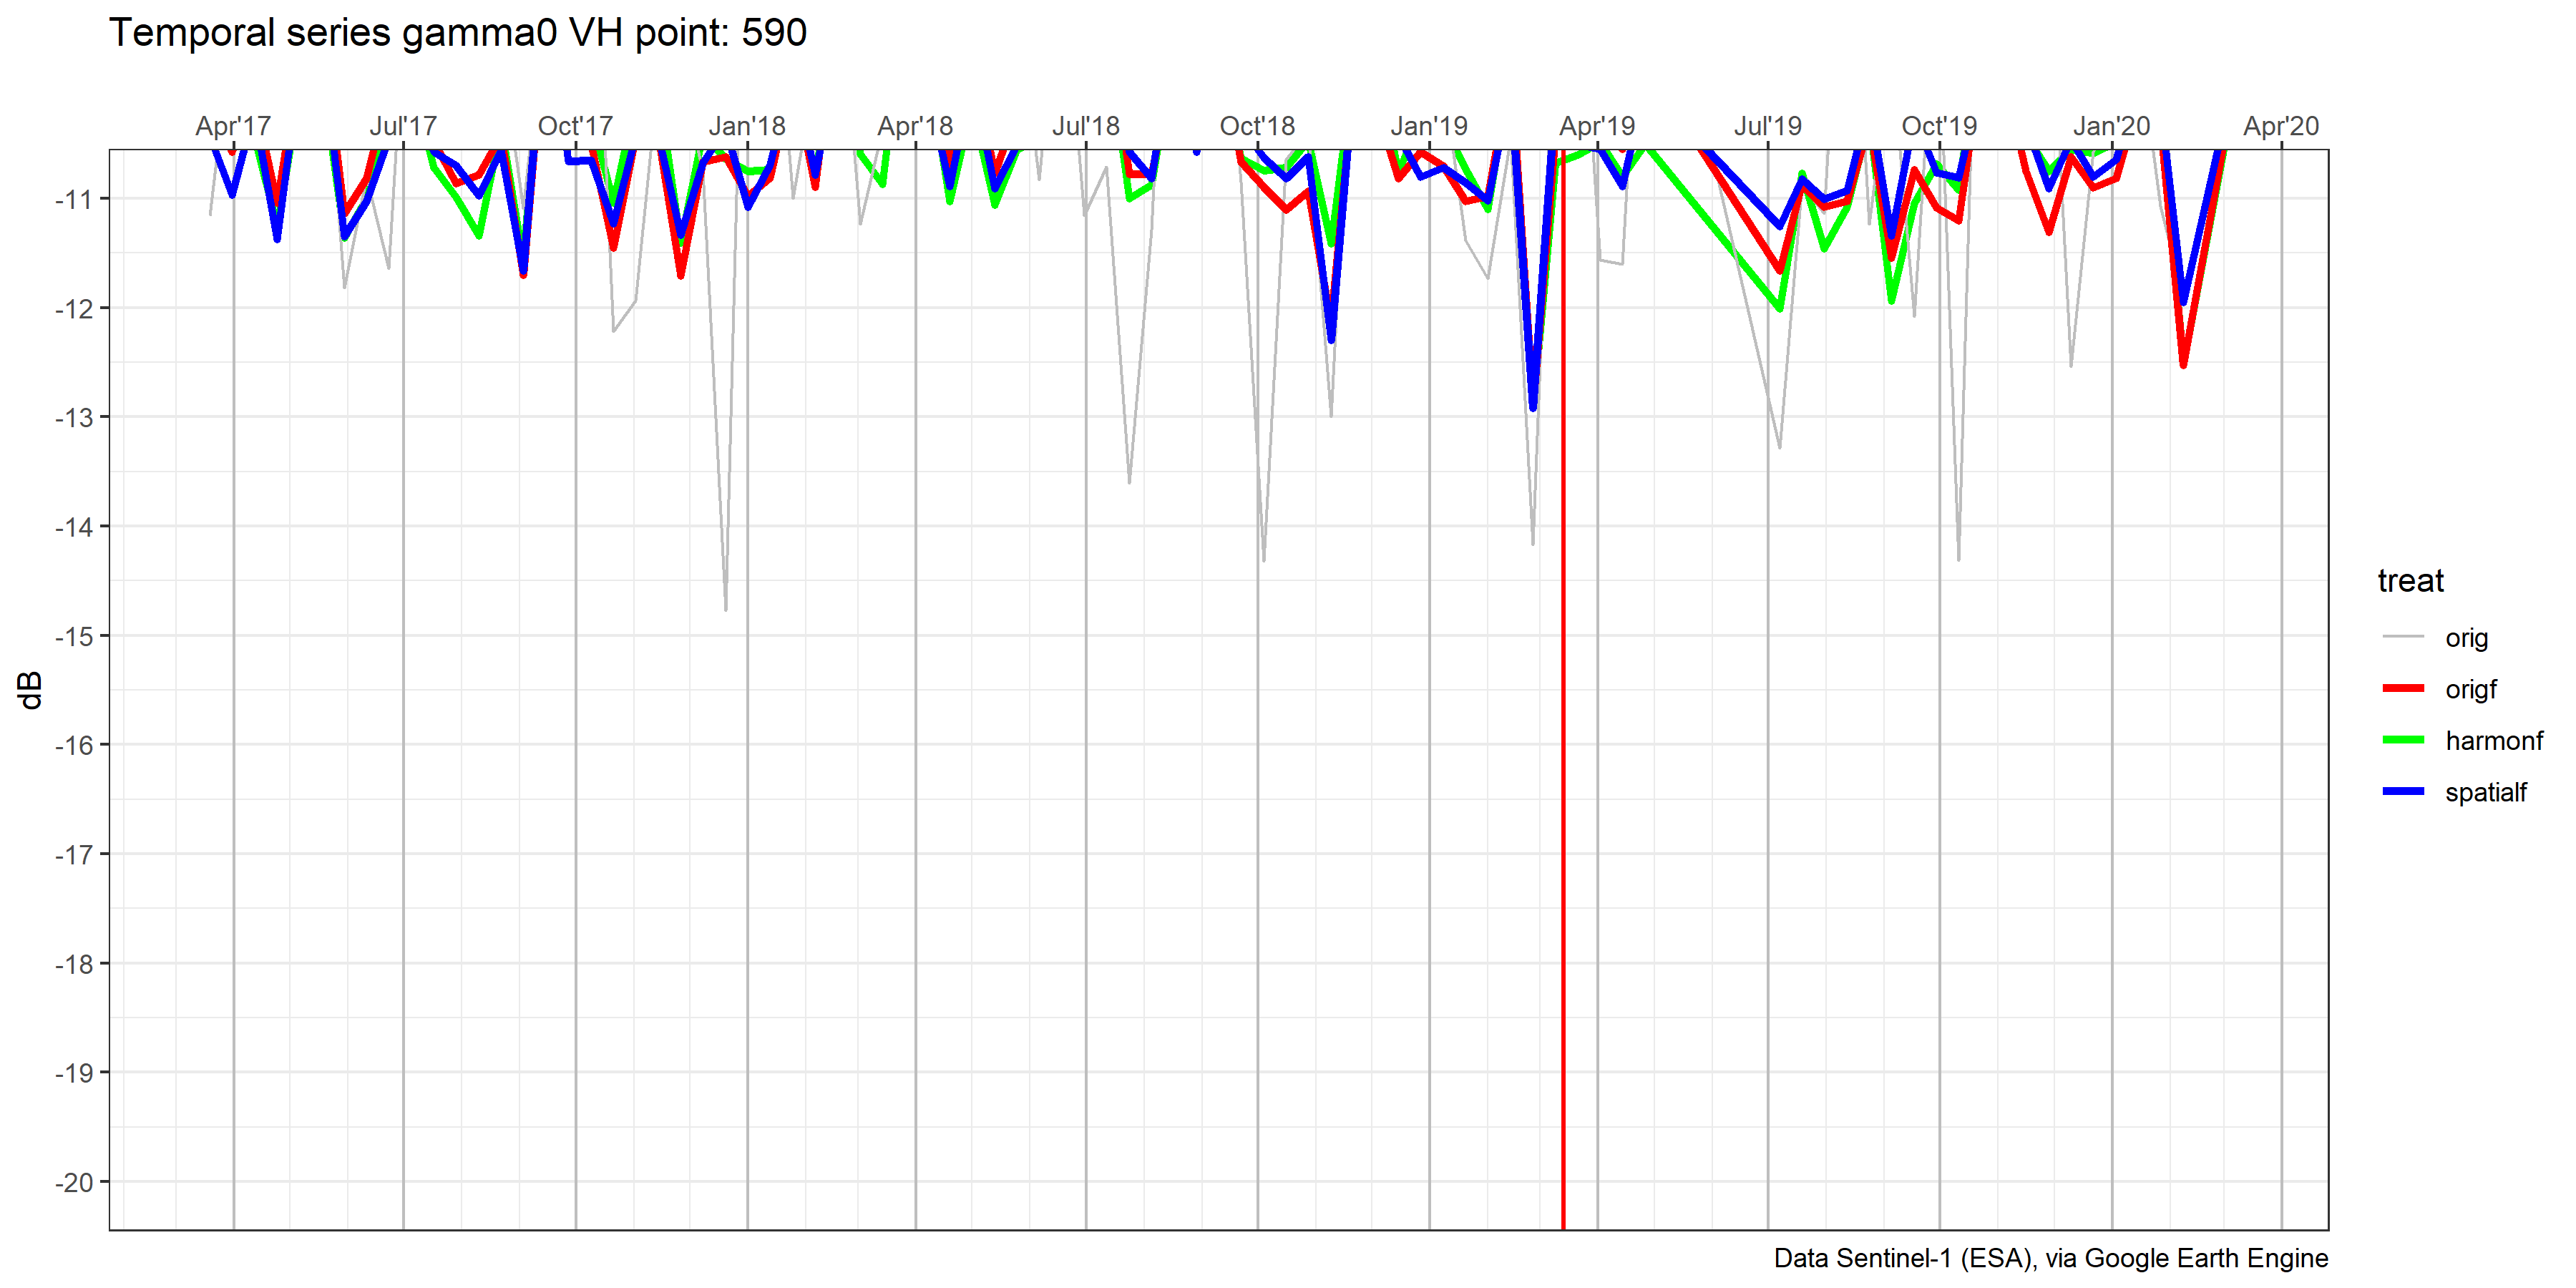 Temporal series gamma0 VH point: 590
Apr'17 Jul'17 Oct'17 Jan'18 Apr'18 Jul'18 Oct'18 Jan'19 Apr'19 Jul'19 Oct'19 Jan'20 Apr'20
-11
-12
-13
-14
-15
-16
-17
-18
-19
-20
dB
treat
orig
origf
harmonf
spatialf
Data Sentinel-1 (ESA), via Google Earth Engine